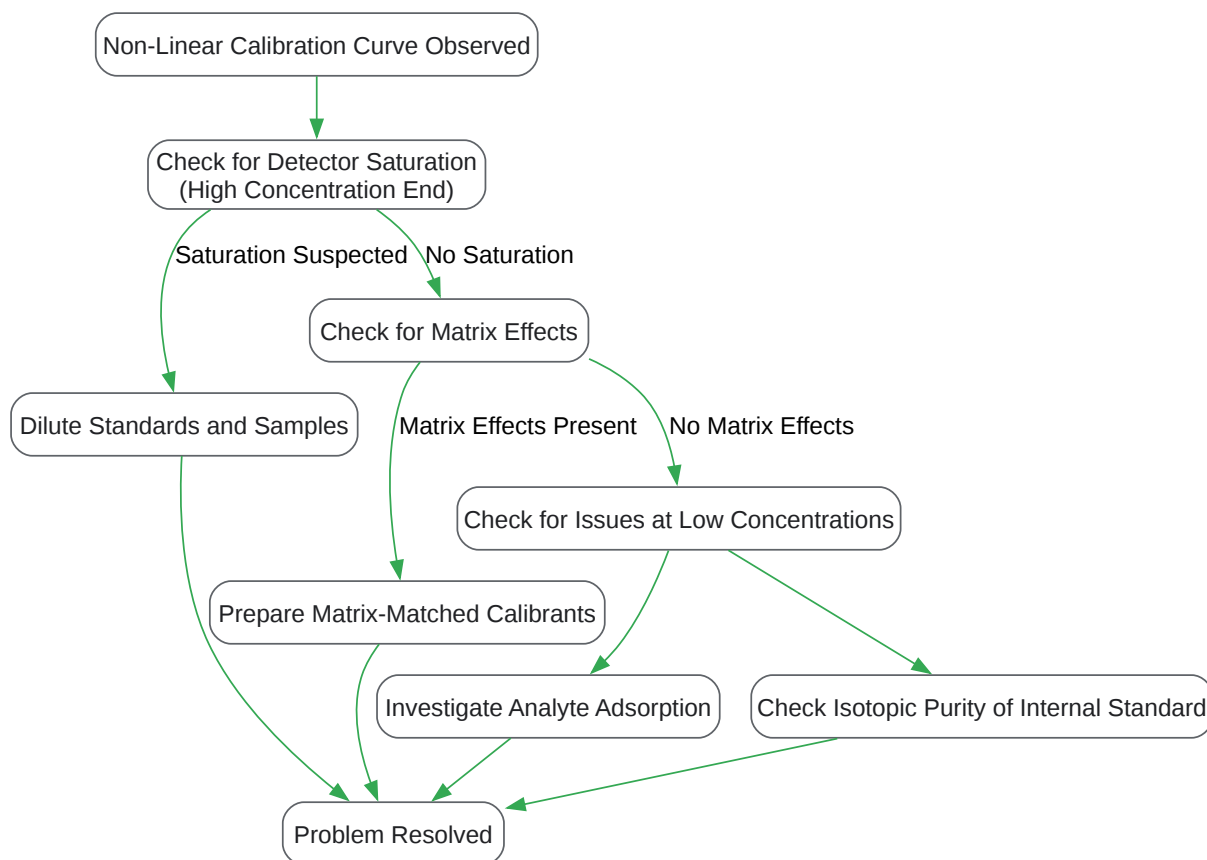 Non-Linear Calibration Curve Observed
Check for Detector Saturation
(High Concentration End)
Saturation Suspected
No Saturation
Check for Matrix Effects
Dilute Standards and Samples
Matrix Effects Present
No Matrix Effects
Check for Issues at Low Concentrations
Prepare Matrix-Matched Calibrants
Investigate Analyte Adsorption
Check Isotopic Purity of Internal Standard
Problem Resolved